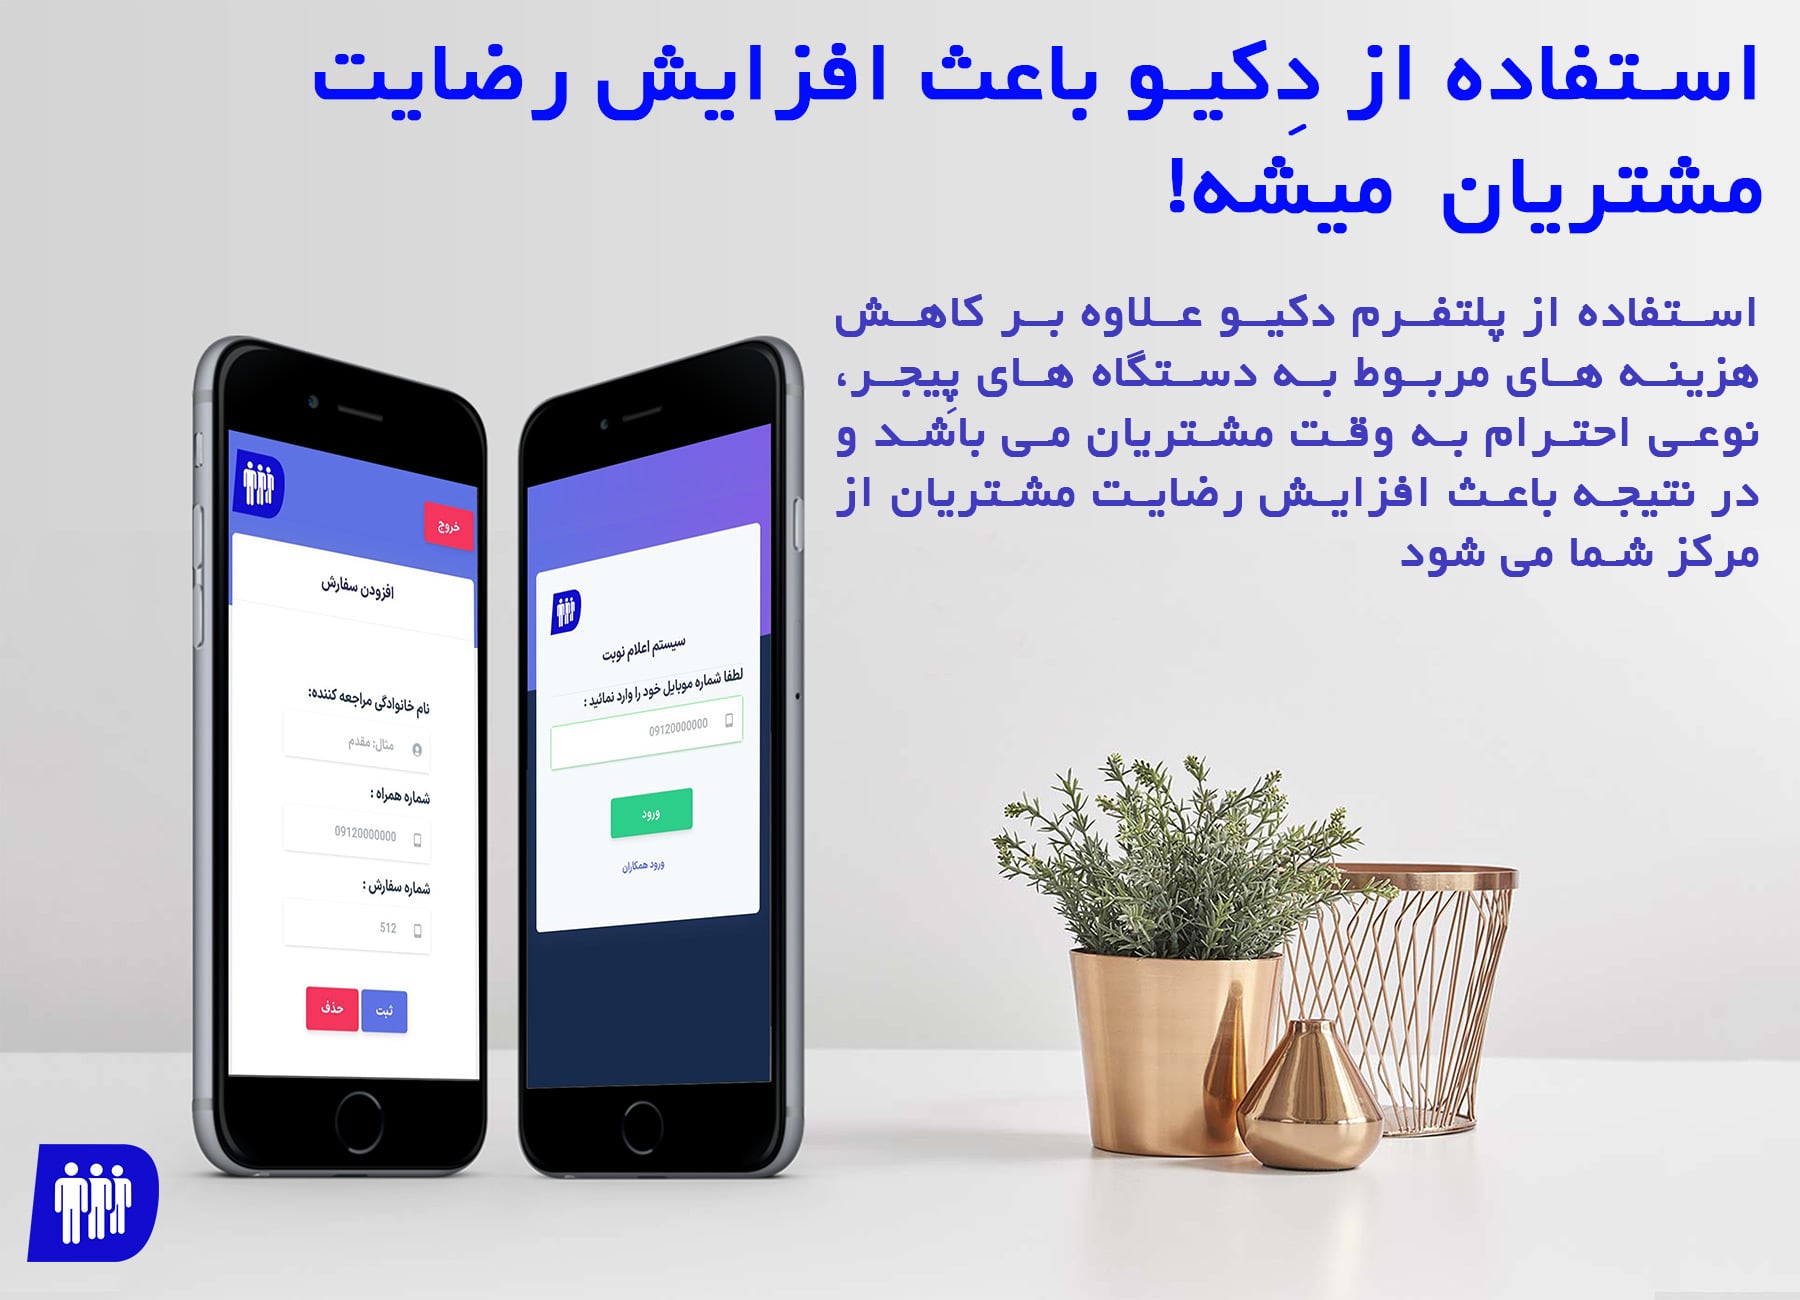 استفاده از دِکیو باعث افزایش رضایت
مشتریان میشه!
استفاده از پلتفرم دکیو علاوه بر کاهش
هزینه های مربوط به دستگاه های پِیجر،
نوعی احترام به وقت مشتریان می باشد و
در نتیجه باعث افزایش رضایت مشتریان از
مرکز شما می شود
سیستم اعلام نوبت
لطفا شماره موبایل خود را وارد نمائید :
09120000000
ورود
ورود همکاران
خروج
افزودن سفارش
نام خانوادگی مراجعه کننده:
مثال: مقدم
شماره همراه :
09120000000
شماره سفارش :
512
ثبت
حذف